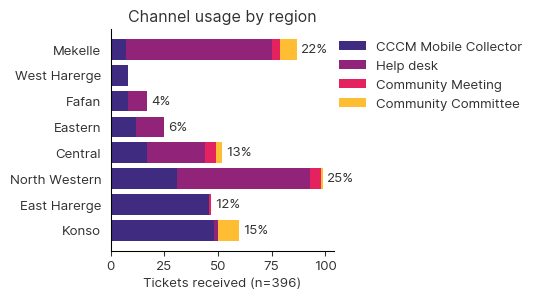 Channel usage by region
Mekelle 22%
West Harerge
Fafan 4%
Eastern 6%
Central 13%
North Western 25%
East Harerge 12%
Konso 15%
0 25 50 75 100
Tickets received (n=396)
CCCM Mobile Collector
Help desk
Community Meeting
Community Committee